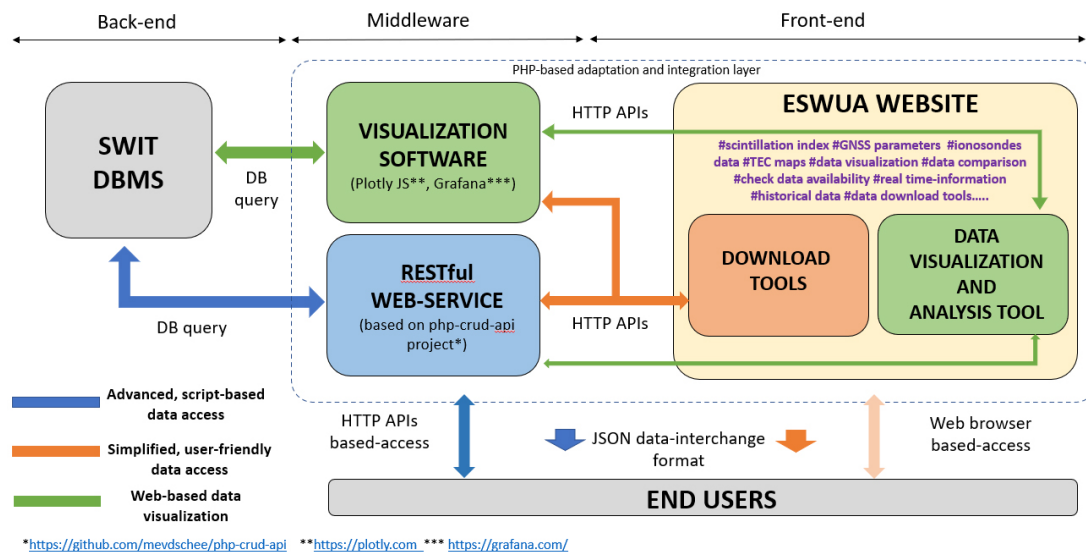 Back-end
Middleware
Front-end
PHP-based adaptation and integration layer
SWIT
DBMS
DB
query
DB query
VISUALIZATION
SOFTWARE
(Plotly JS**, Grafana***)
RESTful
WEB-SERVICE
(based on php-crud-api
project*)
HTTP APIs
HTTP APIs
ESWUA WEBSITE
#scintillation index #GNSS parameters #ionosondes
data #TEC maps #data visualization #data comparison
#check data availability #real time-information
#historical data #data download tools.....
DOWNLOAD
TOOLS
DATA
VISUALIZATION
AND
ANALYSIS TOOL
Advanced, script-based
data access
Simplified, user-friendly
data access
Web-based data
visualization
HTTP APIs
based-access
JSON data-interchange
format
Web browser
based-access
END USERS
*https://github.com/mevdschee/php-crud-api **https://plotly.com *** https://grafana.com/